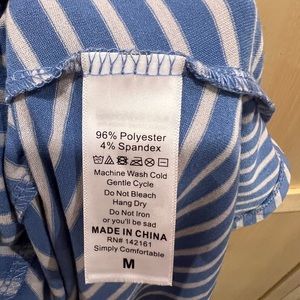 96% Polyester
4% Spandex
Machine Wash Cold
Gentle Cycle
Do Not Bleach
Hang Dry
Do Not Iron
or you'll be sad
MADE IN CHINA
RN# 142161
Simply Comfortable
M